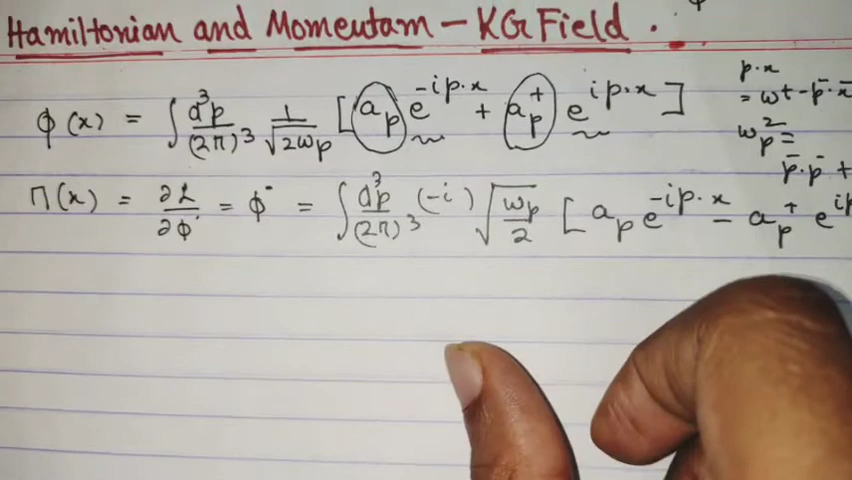 Hamiltonian and Momentum - KG Field.
φ(x) = ∫ d³p/(2π)³ 1/√2ωp [ap e^-ip·x + ap^+ e^ip·x]
p·x
= ωt - p̄·x̄
ωp² =
p̄·p̄ +
Π(x) = ∂L/∂φ̇ = φ̇ = ∫ d³p/(2π)³ (-i) √ωp/2 [ap e^-ip·x - ap^+ e^ip